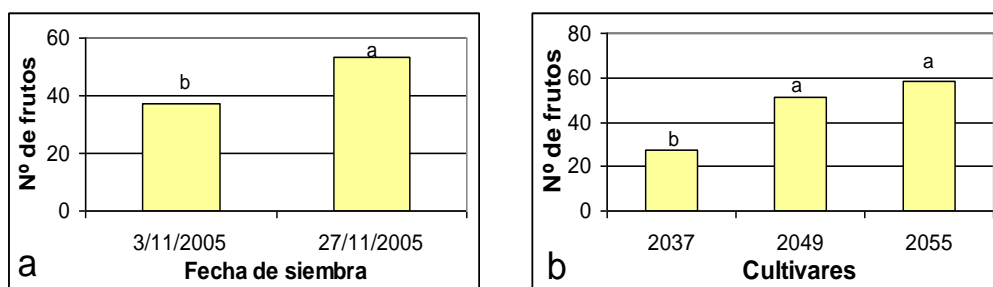 60
40
20
0
Nº de frutos
b
a
3/11/2005 27/11/2005
Fecha de siembra
a
80
60
40
20
0
Nº de frutos
b
a
a
2037 2049 2055
Cultivares
b